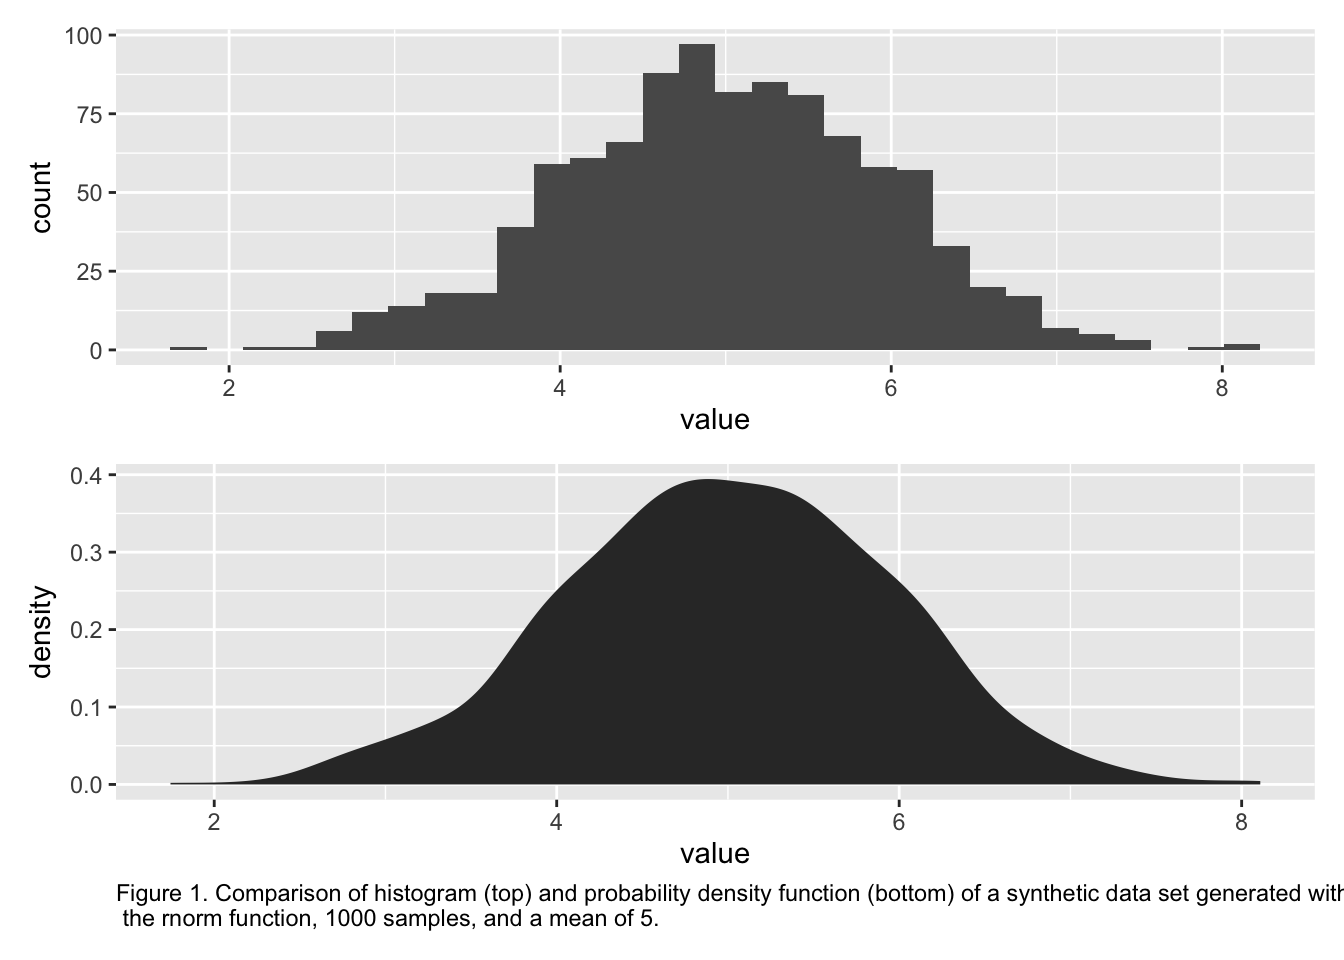 100
75
50
25
0
count
2 4 6 8
value
0.4
0.3
0.2
0.1
0.0
density
2 4 6 8
value
Figure 1. Comparison of histogram (top) and probability density function (bottom) of a synthetic data set generated with
the rnorm function, 1000 samples, and a mean of 5.